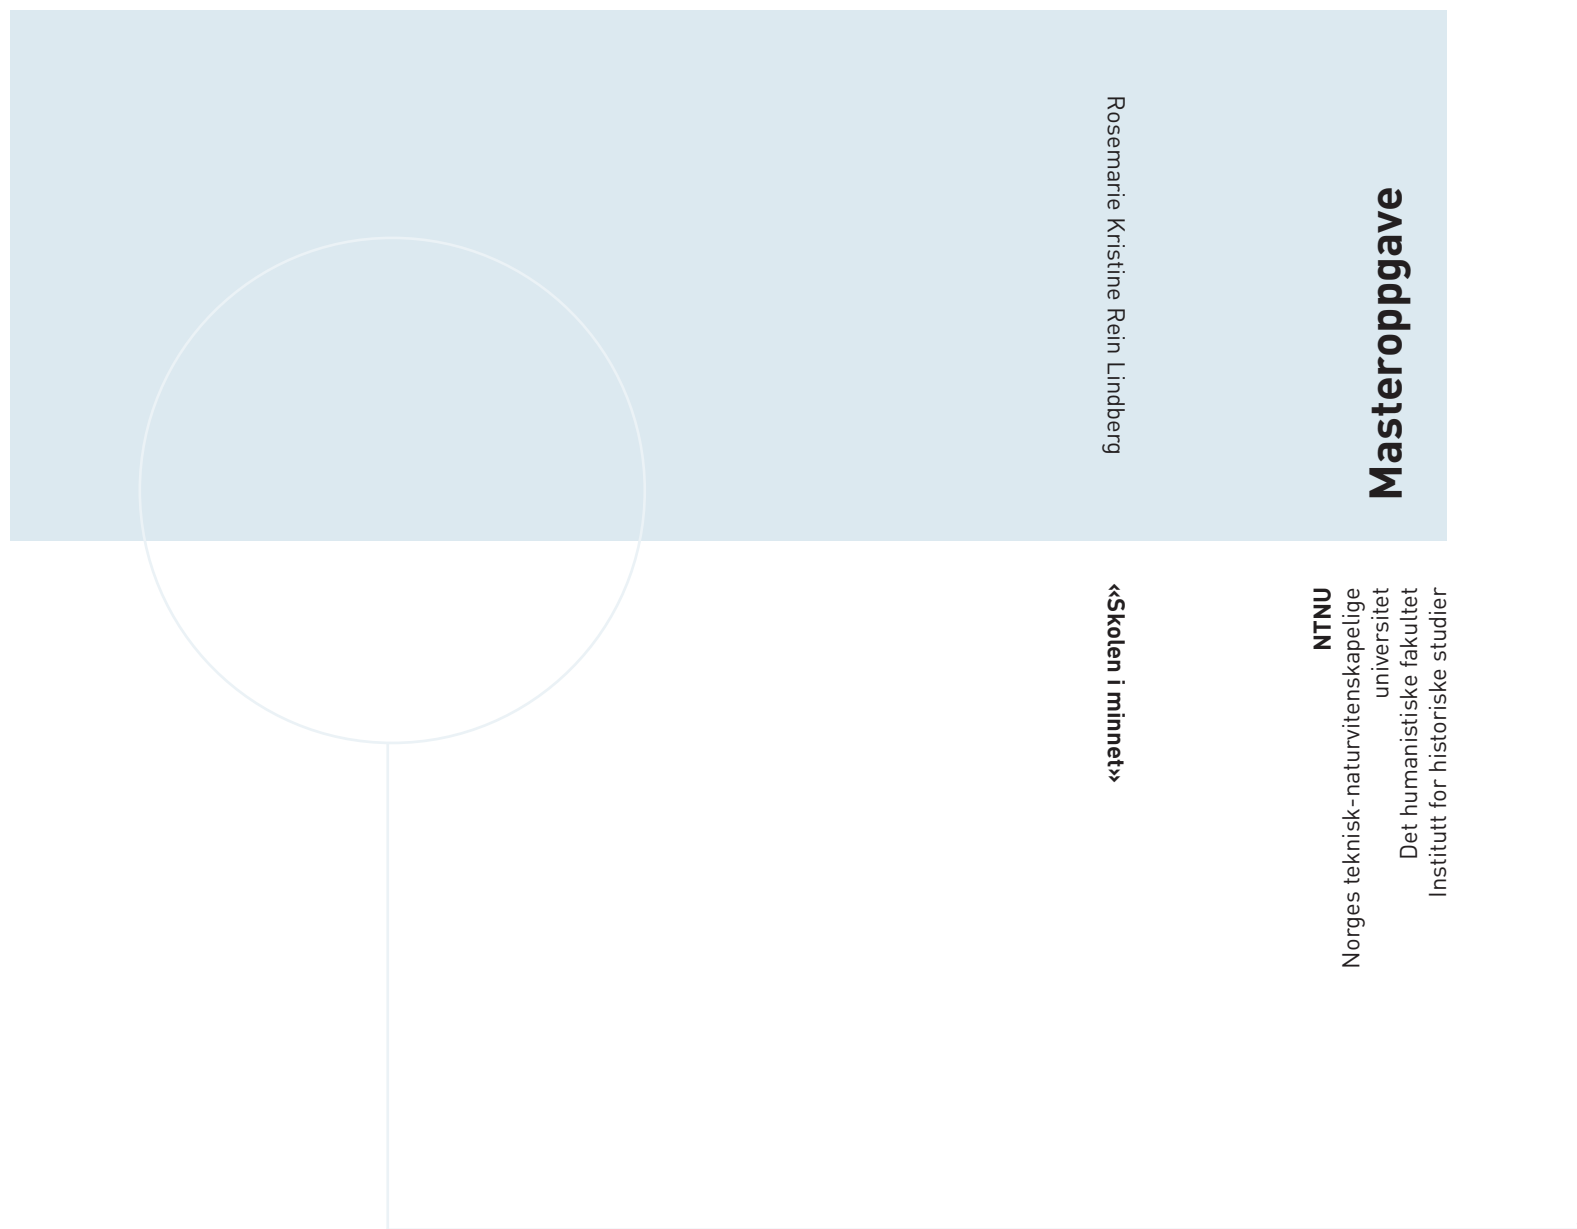 Rosemarie Kristine Rein Lindberg
«Skolen i minnet»
Masteroppgave
NTNU
Norges teknisk-naturvitenskapelige
universitet
Det humanistiske fakultet
Institutt for historiske studier